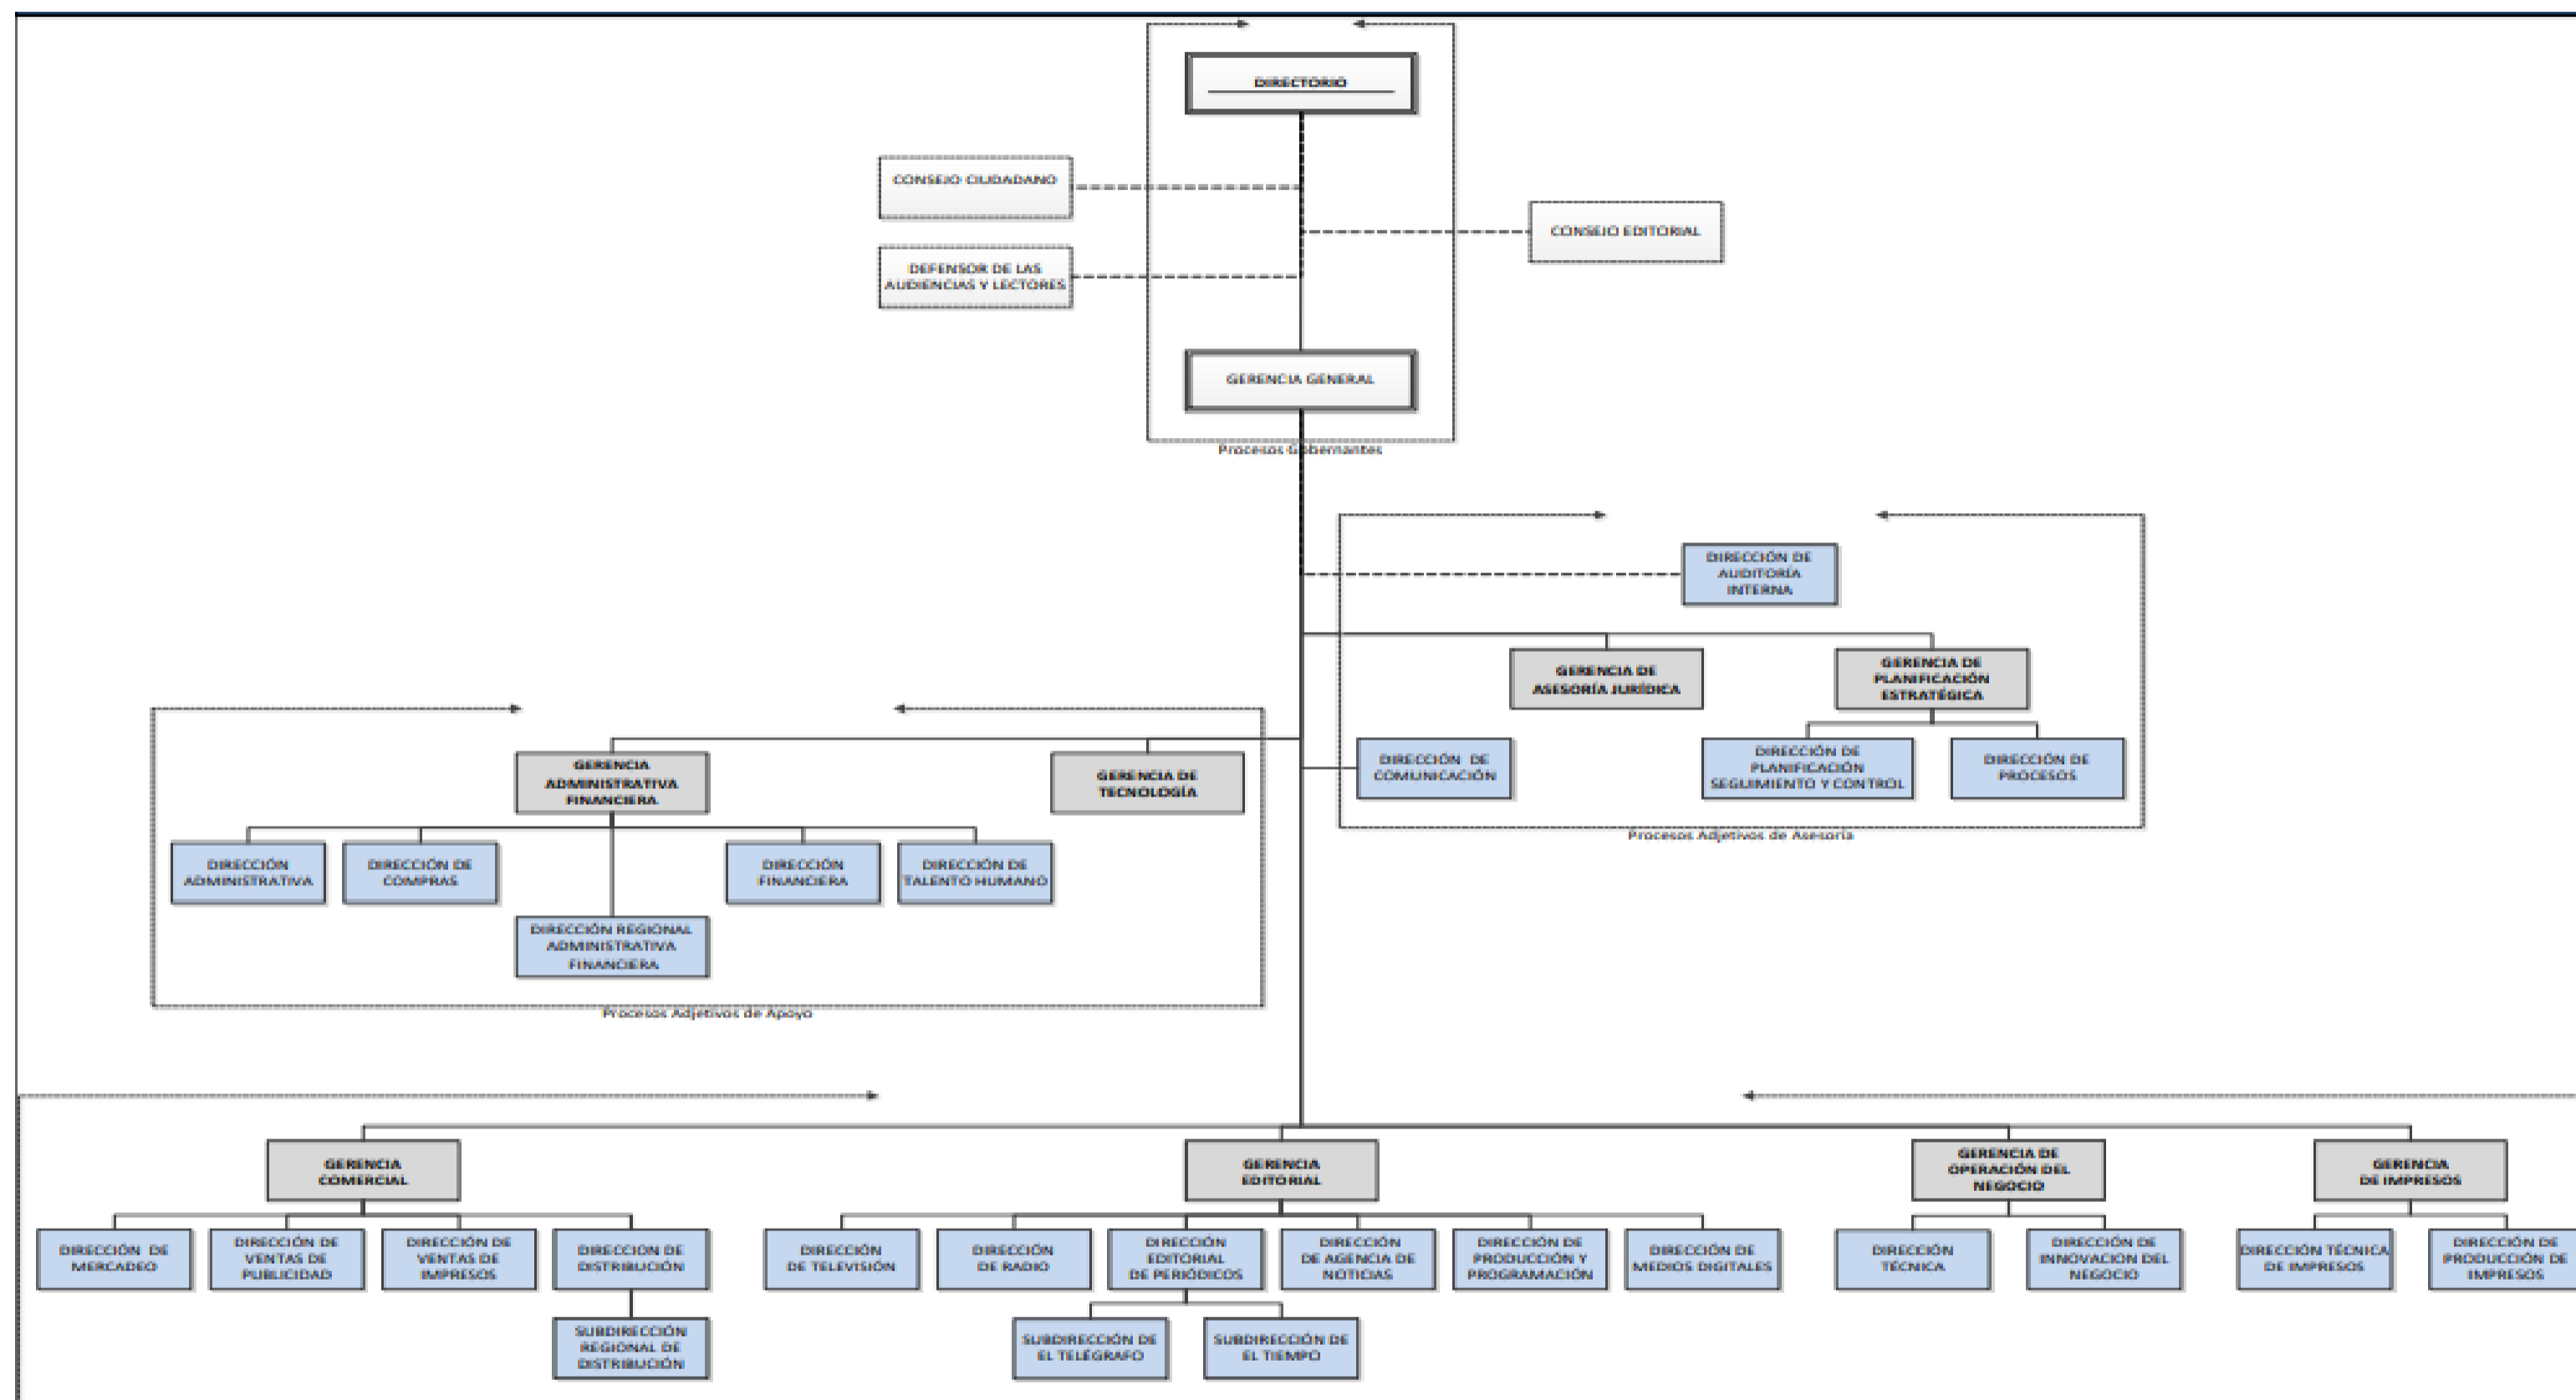 DIRECTORIO
CONSEJO CIUDADANO
CONSEJO EDITORIAL
DEFENSOR DE LAS
AUDIENCIAS Y LECTORES
GERENCIA GENERAL
Procesos Gobernantes
DIRECCIÓN DE
AUDITORÍA
INTERNA
GERENCIA DE
ASESORÍA JURÍDICA
GERENCIA DE
PLANIFICACIÓN
ESTRATÉGICA
DIRECCIÓN DE
COMUNICACIÓN
DIRECCIÓN DE
PLANIFICACIÓN
SEGUIMIENTO Y CONTROL
DIRECCIÓN DE
PROCESOS
Procesos Adjetivos de Asesoría
GERENCIA
ADMINISTRATIVA
FINANCIERA
GERENCIA DE
TECNOLOGÍA
DIRECCIÓN
ADMINISTRATIVA
DIRECCIÓN DE
COMPRAS
DIRECCIÓN
FINANCIERA
DIRECCIÓN DE
TALENTO HUMANO
DIRECCIÓN REGIONAL
ADMINISTRATIVA
FINANCIERA
Procesos Adjetivos de Apoyo
GERENCIA
COMERCIAL
GERENCIA
EDITORIAL
GERENCIA DE
OPERACIÓN DEL
NEGOCIO
GERENCIA
DE IMPRESOS
DIRECCIÓN DE
MERCADEO
DIRECCIÓN DE
VENTAS DE
PUBLICIDAD
DIRECCIÓN DE
VENTAS DE
IMPRESOS
DIRECCION DE
DISTRIBUCIÓN
DIRECCIÓN
DE TELEVISIÓN
DIRECCIÓN
DE RADIO
DIRECCIÓN
EDITORIAL
DE PERIÓDICOS
DIRECCIÓN
DE AGENCIA DE
NOTICIAS
DIRECCIÓN DE
PRODUCCIÓN Y
PROGRAMACIÓN
DIRECCIÓN DE
MEDIOS DIGITALES
DIRECCIÓN
TÉCNICA
DIRECCIÓN DE
INNOVACION DEL
NEGOCIO
DIRECCIÓN TÉCNICA
DE IMPRESOS
DIRECCIÓN DE
PRODUCCIÓN DE
IMPRESOS
SUBDIRECCIÓN
REGIONAL DE
DISTRIBUCIÓN
SUBDIRECCIÓN DE
EL TELÉGRAFO
SUBDIRECCIÓN DE
EL TIEMPO